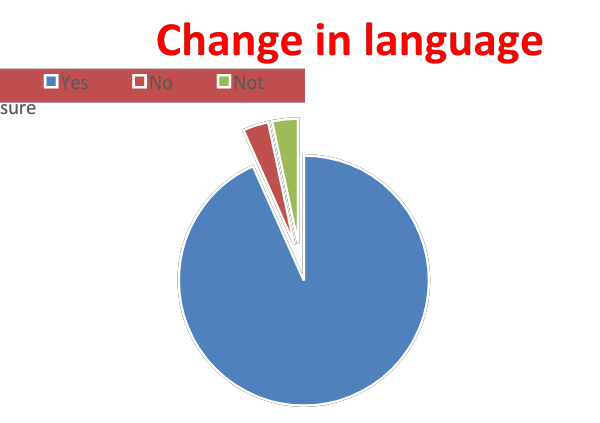 Change in language
Yes No Not
sure